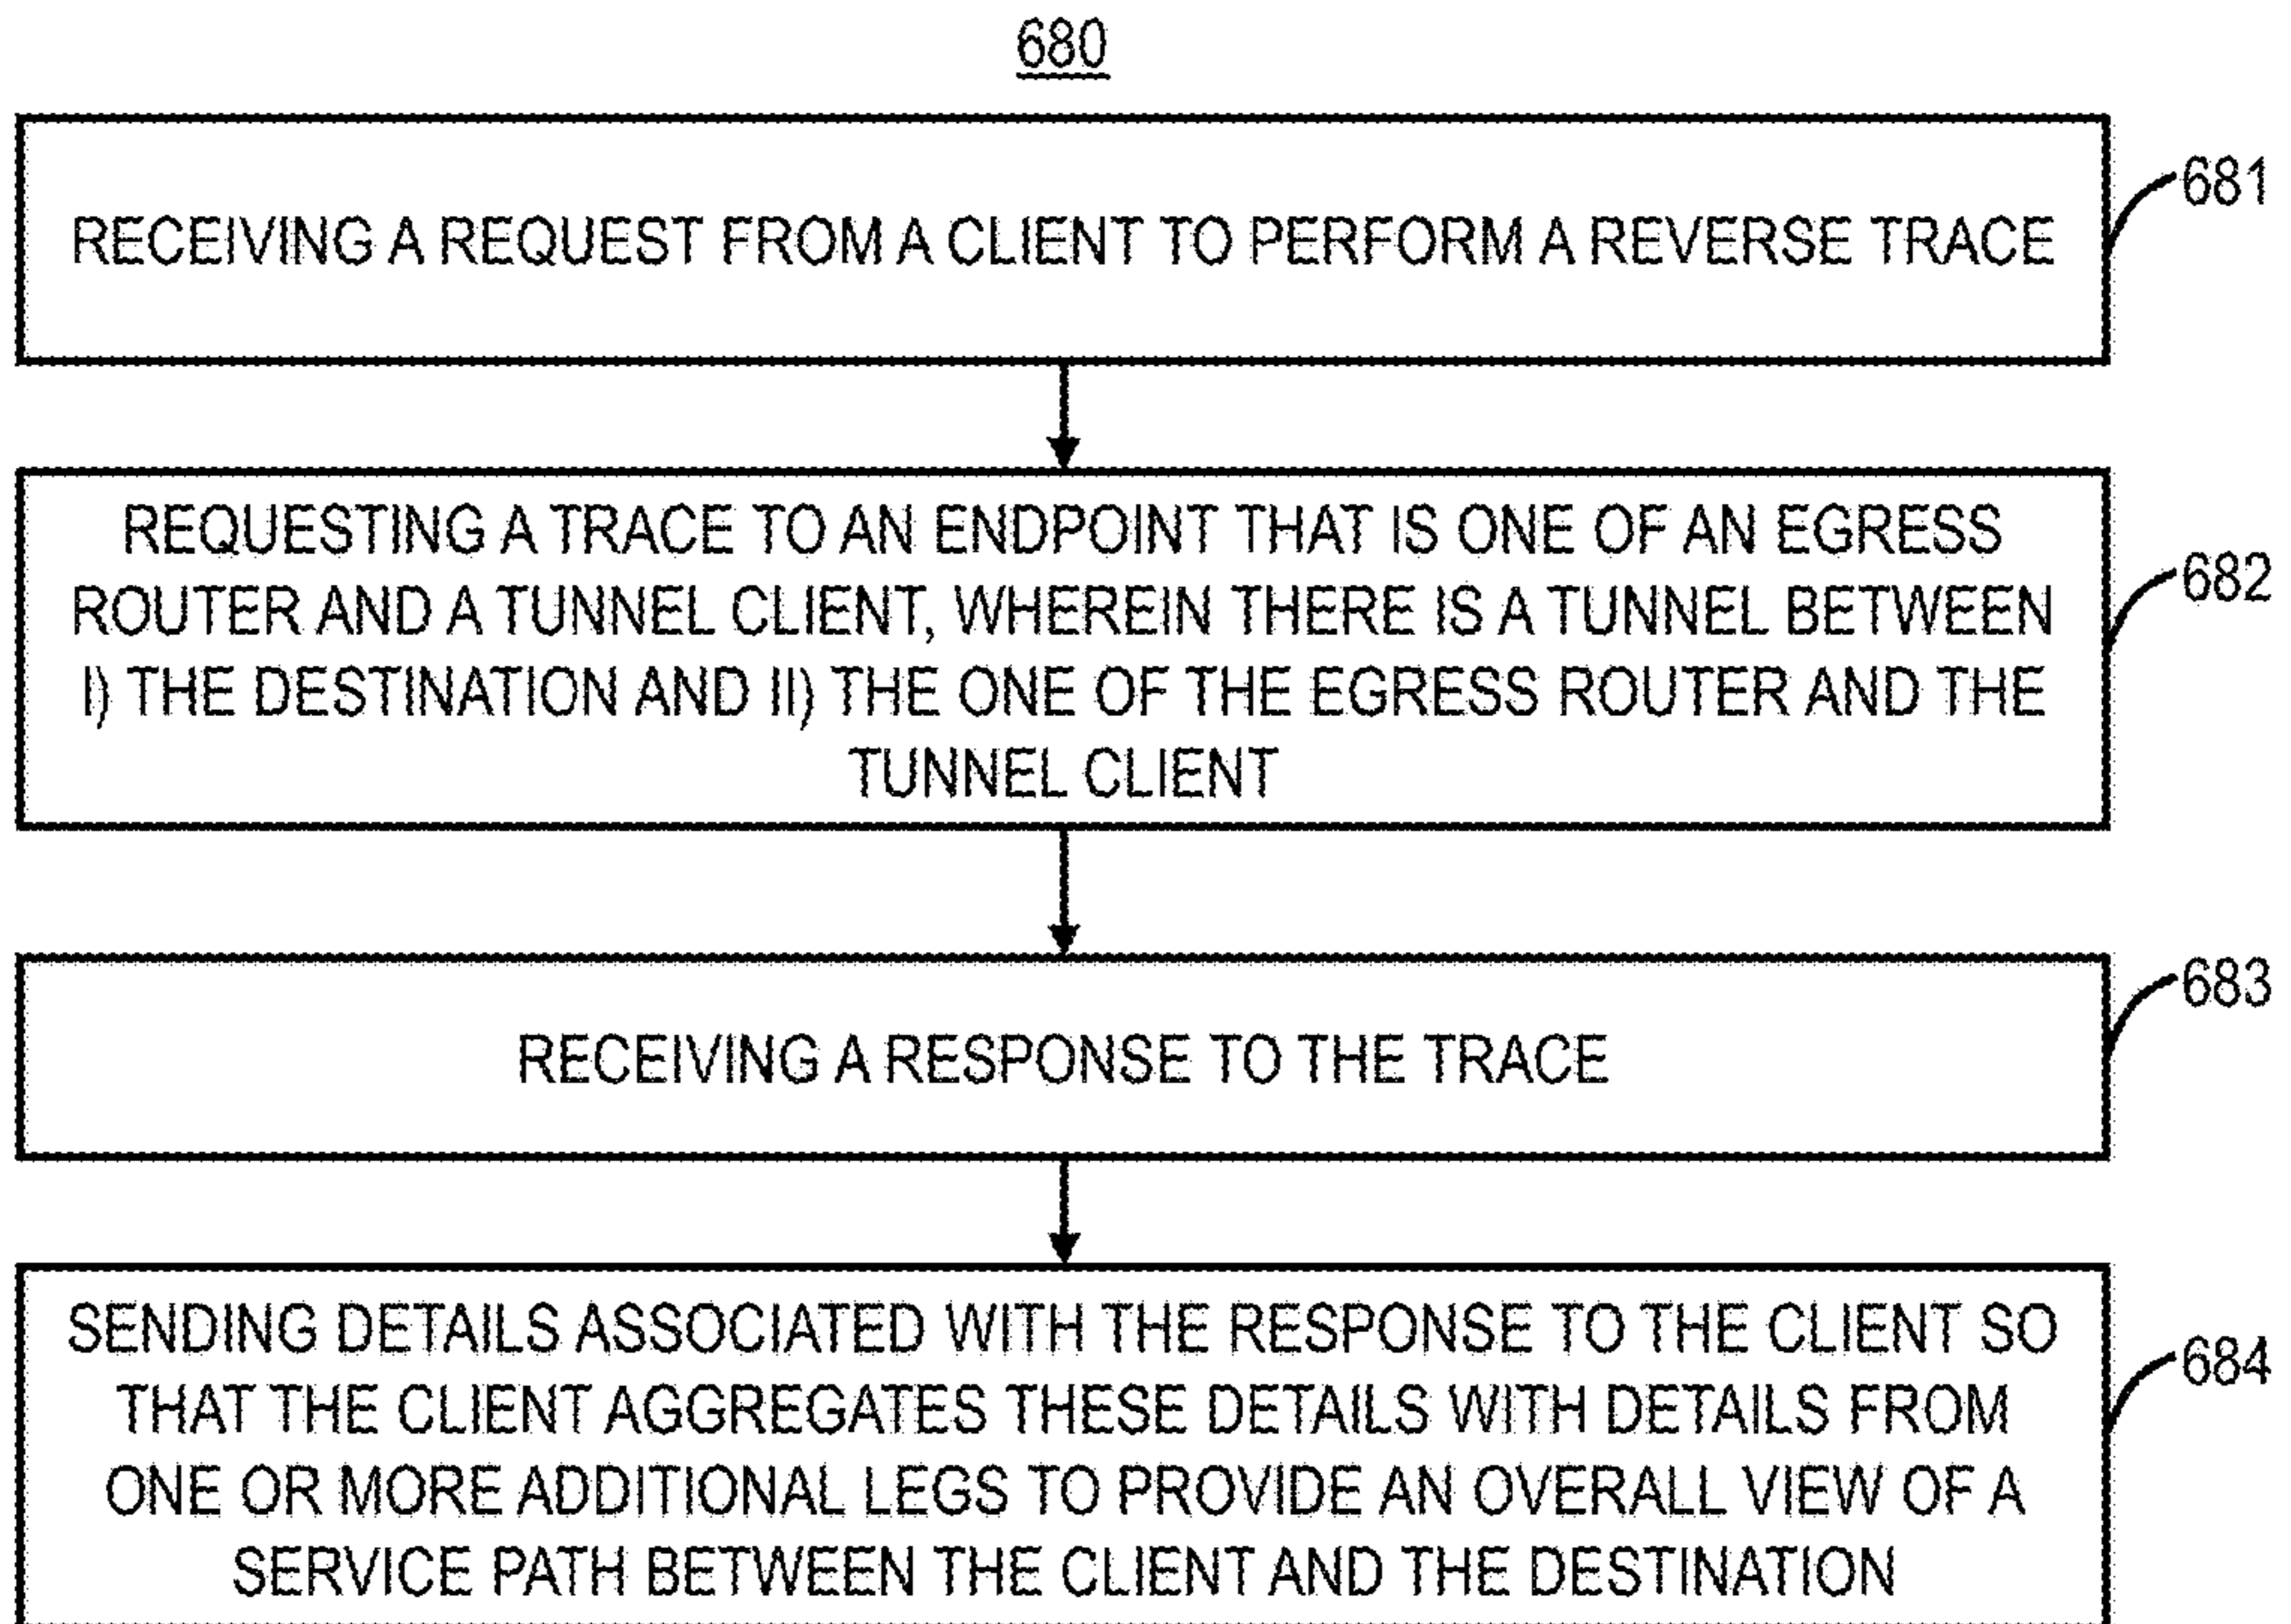 680
RECEIVING A REQUEST FROM A CLIENT TO PERFORM A REVERSE TRACE
681
REQUESTING A TRACE TO AN ENDPOINT THAT IS ONE OF AN EGRESS
ROUTER AND A TUNNEL CLIENT, WHEREIN THERE IS A TUNNEL BETWEEN
I) THE DESTINATION AND II) THE ONE OF THE EGRESS ROUTER AND THE
TUNNEL CLIENT
682
RECEIVING A RESPONSE TO THE TRACE
683
SENDING DETAILS ASSOCIATED WITH THE RESPONSE TO THE CLIENT SO
THAT THE CLIENT AGGREGATES THESE DETAILS WITH DETAILS FROM
ONE OR MORE ADDITIONAL LEGS TO PROVIDE AN OVERALL VIEW OF A
SERVICE PATH BETWEEN THE CLIENT AND THE DESTINATION
684